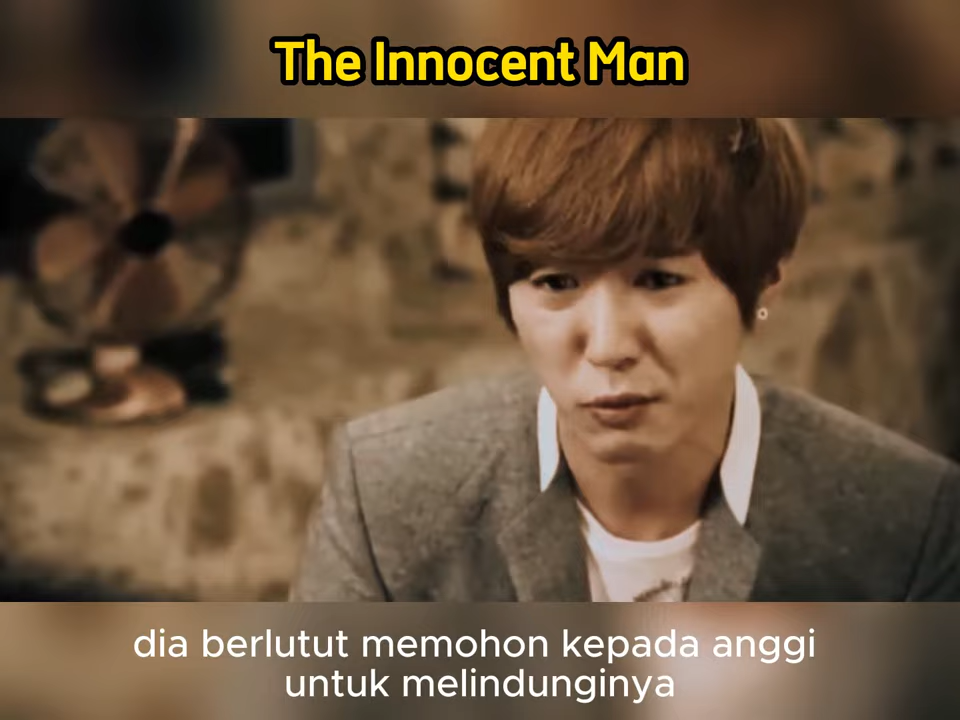 The Innocent Man
dia berlutut memohon kepada anggi
untuk melindunginya